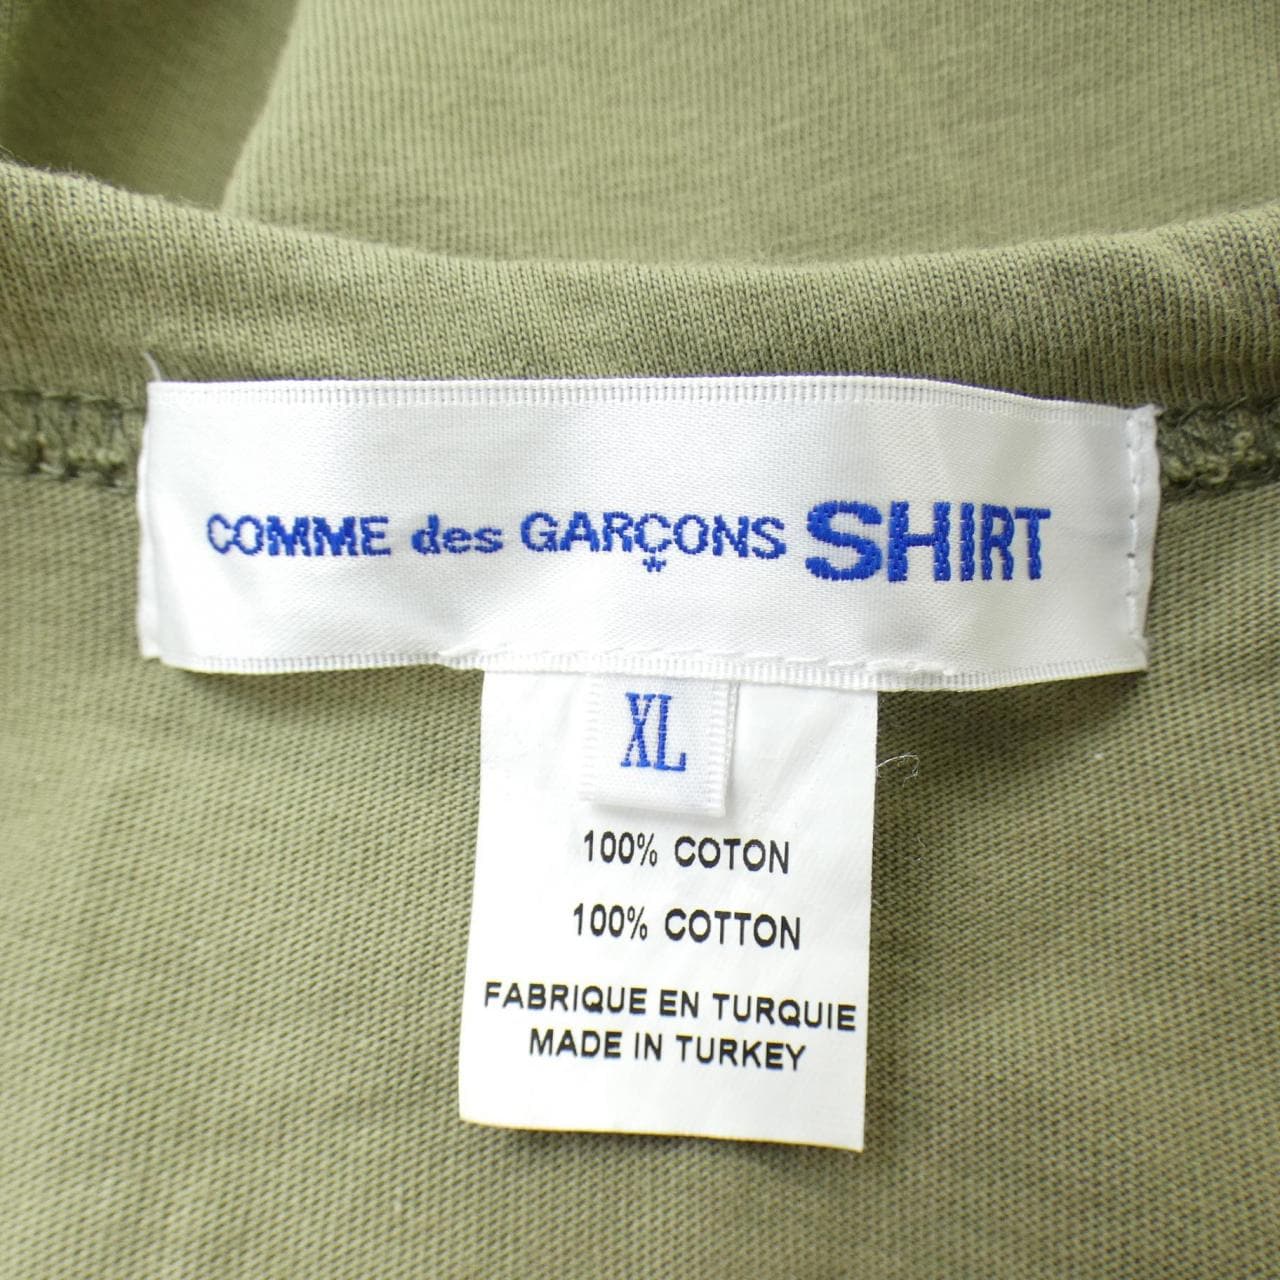 COMME des GARÇONS SHIRT
XL
100% COTON
100% COTTON
FABRIQUE EN TURQUIE
MADE IN TURKEY